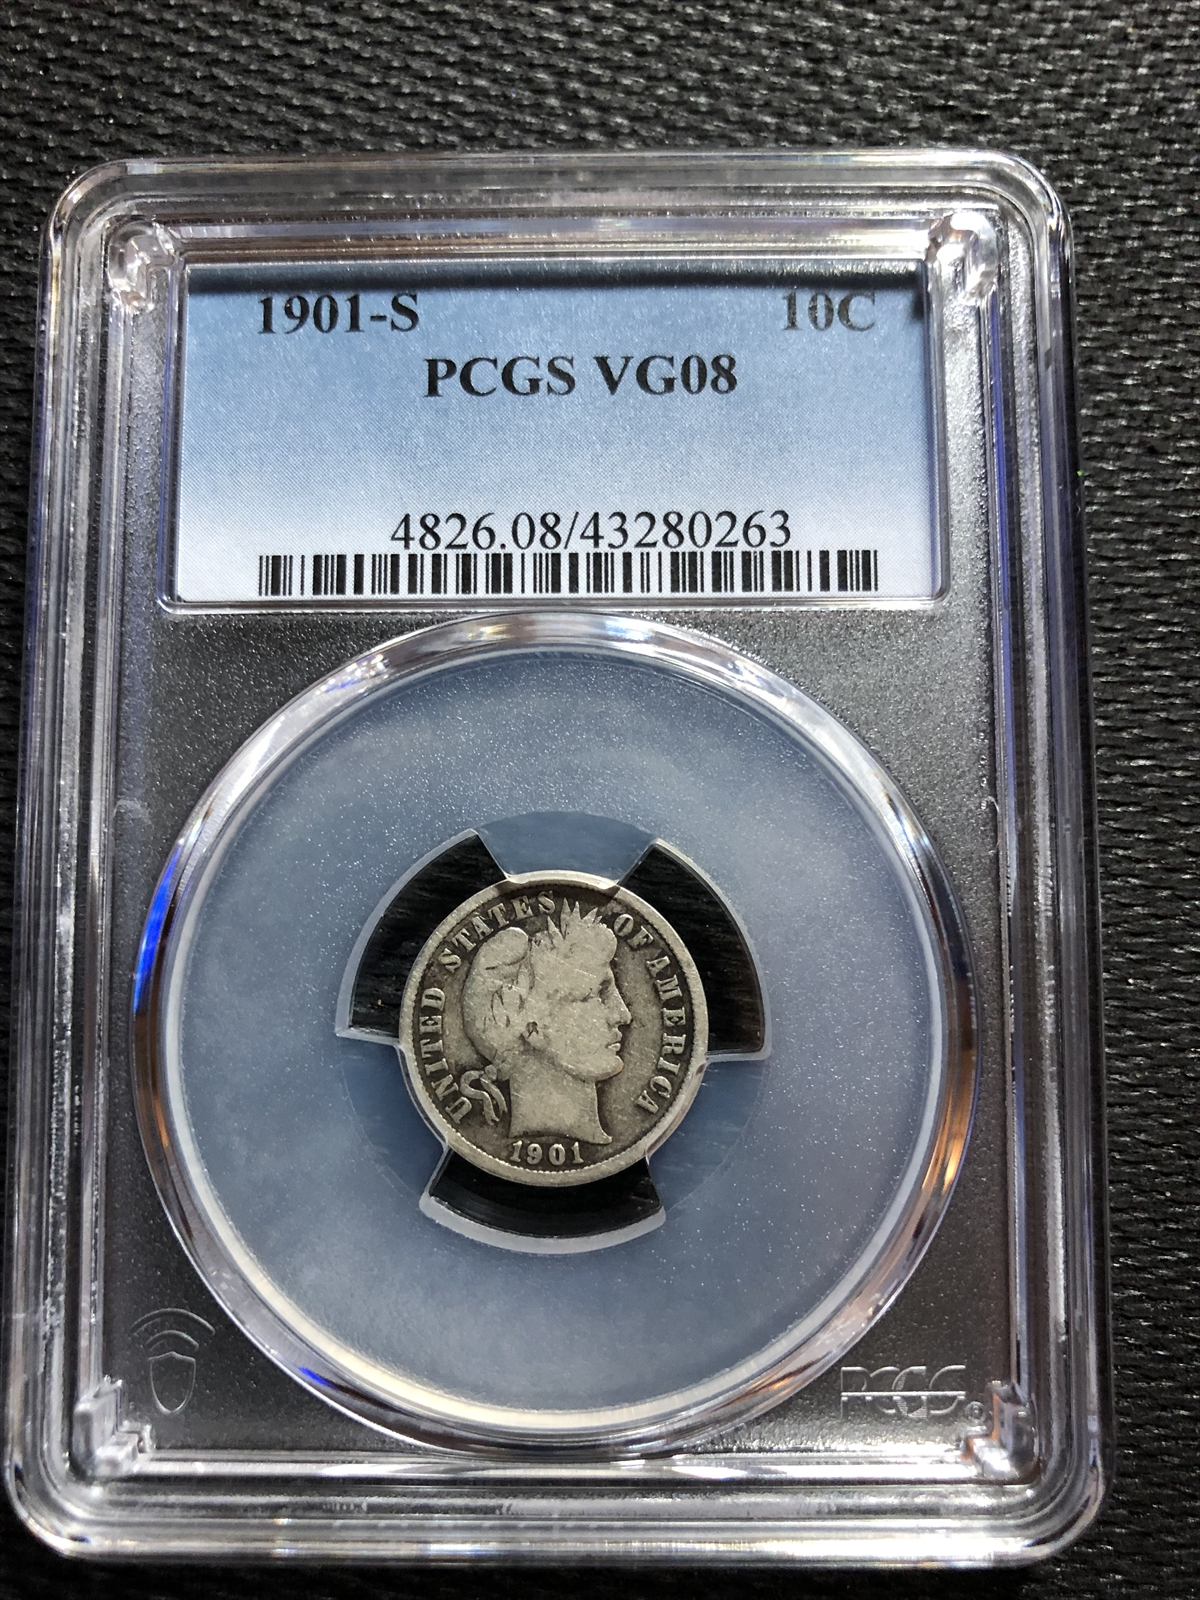 1901-S 10C
PCGS VG08
4826.08/43280263
UNITED STATES OF AMERICA
1901
PCGS